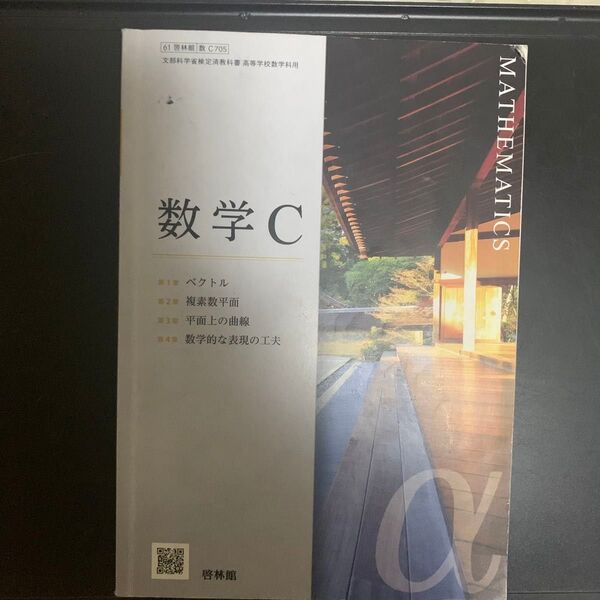 61 啓林館 数 C705
文部科学省検定済教科書 高等学校数学科用
MATHEMATICS
数学C
第1章 ベクトル
第2章 複素数平面
第3章 平面上の曲線
第4章 数学的な表現の工夫
α
啓林館